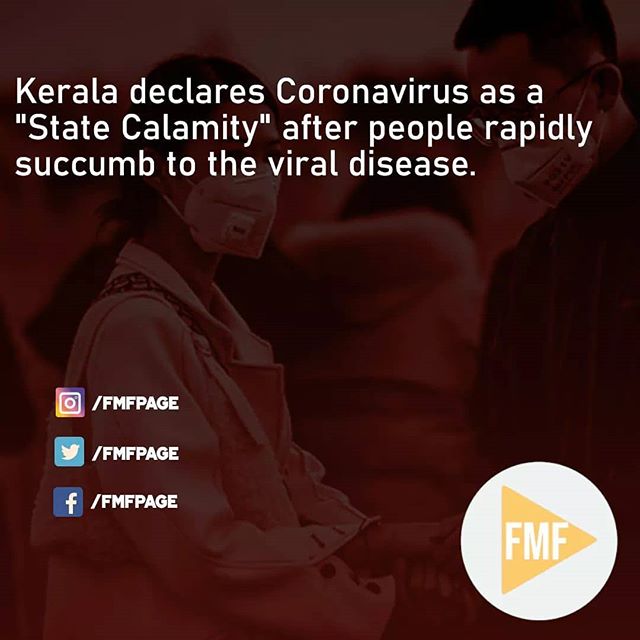 Kerala declares Coronavirus as a
"State Calamity" after people rapidly
succumb to the viral disease.
/FMFPAGE
/FMFPAGE
/FMFPAGE
FMF